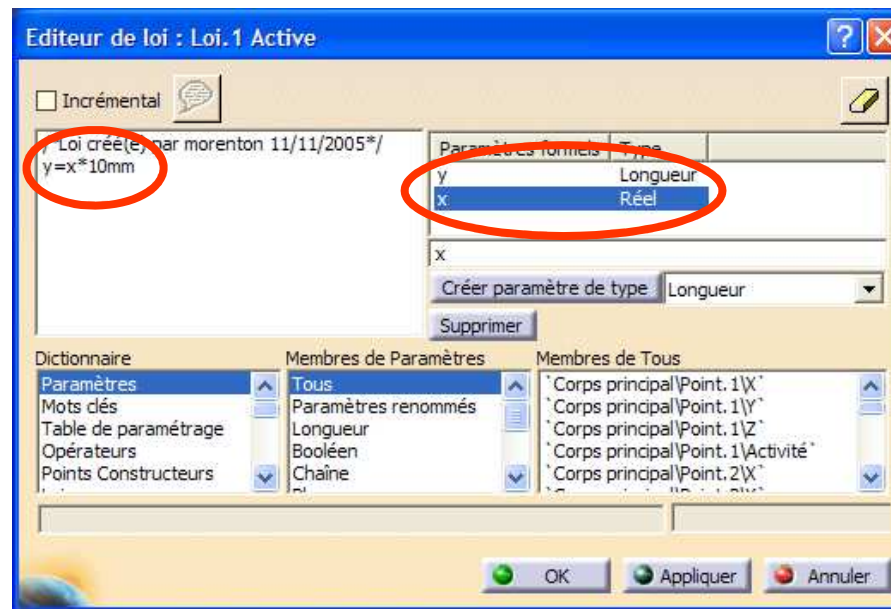 Editeur de loi : Loi.1 Active
Incrémental
/*Loi créé(e) par morenton 11/11/2005*/
y=x*10mm
Paramètres formels Type
y Longueur
x Réel
x
Créer paramètre de type Longueur
Supprimer
Dictionnaire Membres de Paramètres Membres de Tous
Paramètres Tous `Corps principal\Point.1\X`
Mots clés Paramètres renommés `Corps principal\Point.1\Y`
Table de paramétrage Longueur `Corps principal\Point.1\Z`
Opérateurs Booléen `Corps principal\Point.1\Activité`
Points Constructeurs Chaîne `Corps principal\Point.2\X`
OK Appliquer Annuler